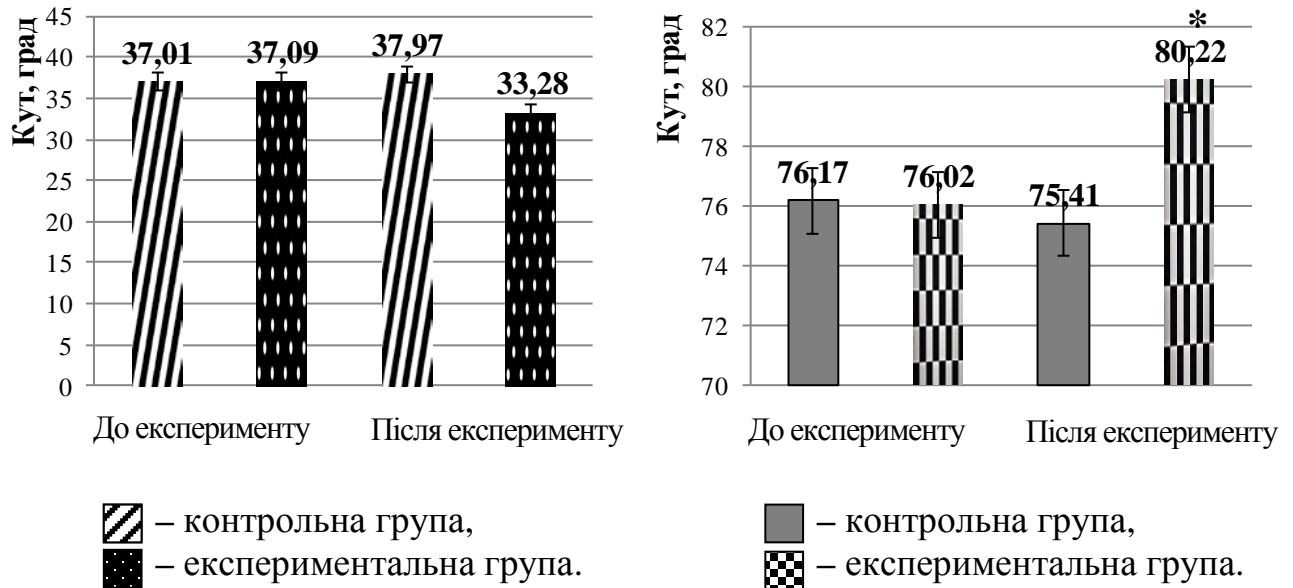 Кут, град
45
40
35
30
25
20
15
10
5
0
37,01
37,09
37,97
33,28
До експерименту
Після експерименту
– контрольна група,
– експериментальна група.
Кут, град
82
80
78
76
74
72
70
76,17
76,02
75,41
*
80,22
До експерименту
Після експерименту
– контрольна група,
– експериментальна група.